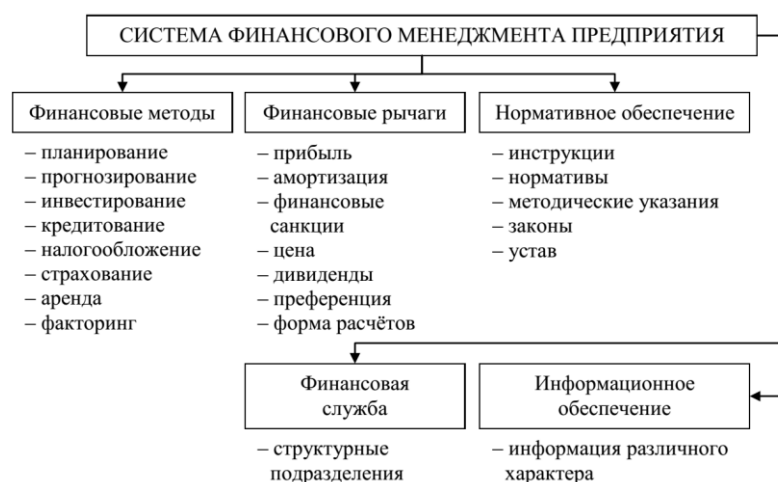 СИСТЕМА ФИНАНСОВОГО МЕНЕДЖМЕНТА ПРЕДПРИЯТИЯ
Финансовые методы
– планирование
– прогнозирование
– инвестирование
– кредитование
– налогообложение
– страхование
– аренда
– факторинг
Финансовые рычаги
– прибыль
– амортизация
– финансовые
санкции
– цена
– дивиденды
– преференция
– форма расчётов
Нормативное обеспечение
– инструкции
– нормативы
– методические указания
– законы
– устав
Финансовая
служба
– структурные
подразделения
Информационное
обеспечение
– информация различного
характера